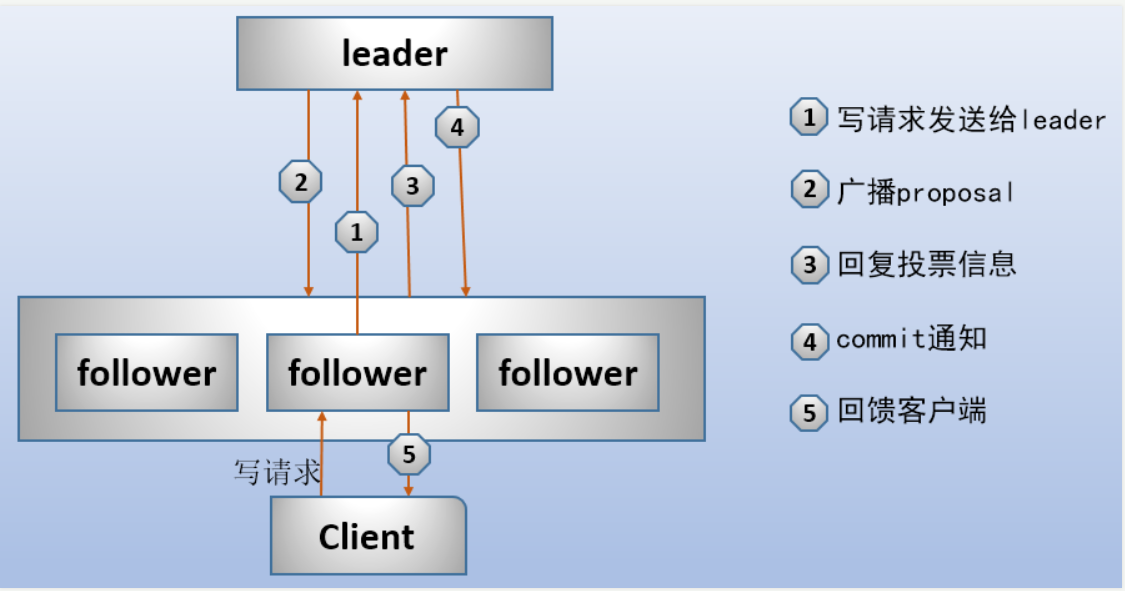 leader
4
2
3
1
follower
follower
follower
写请求
5
Client
1 写请求发送给leader
2 广播proposal
3 回复投票信息
4 commit通知
5 回馈客户端